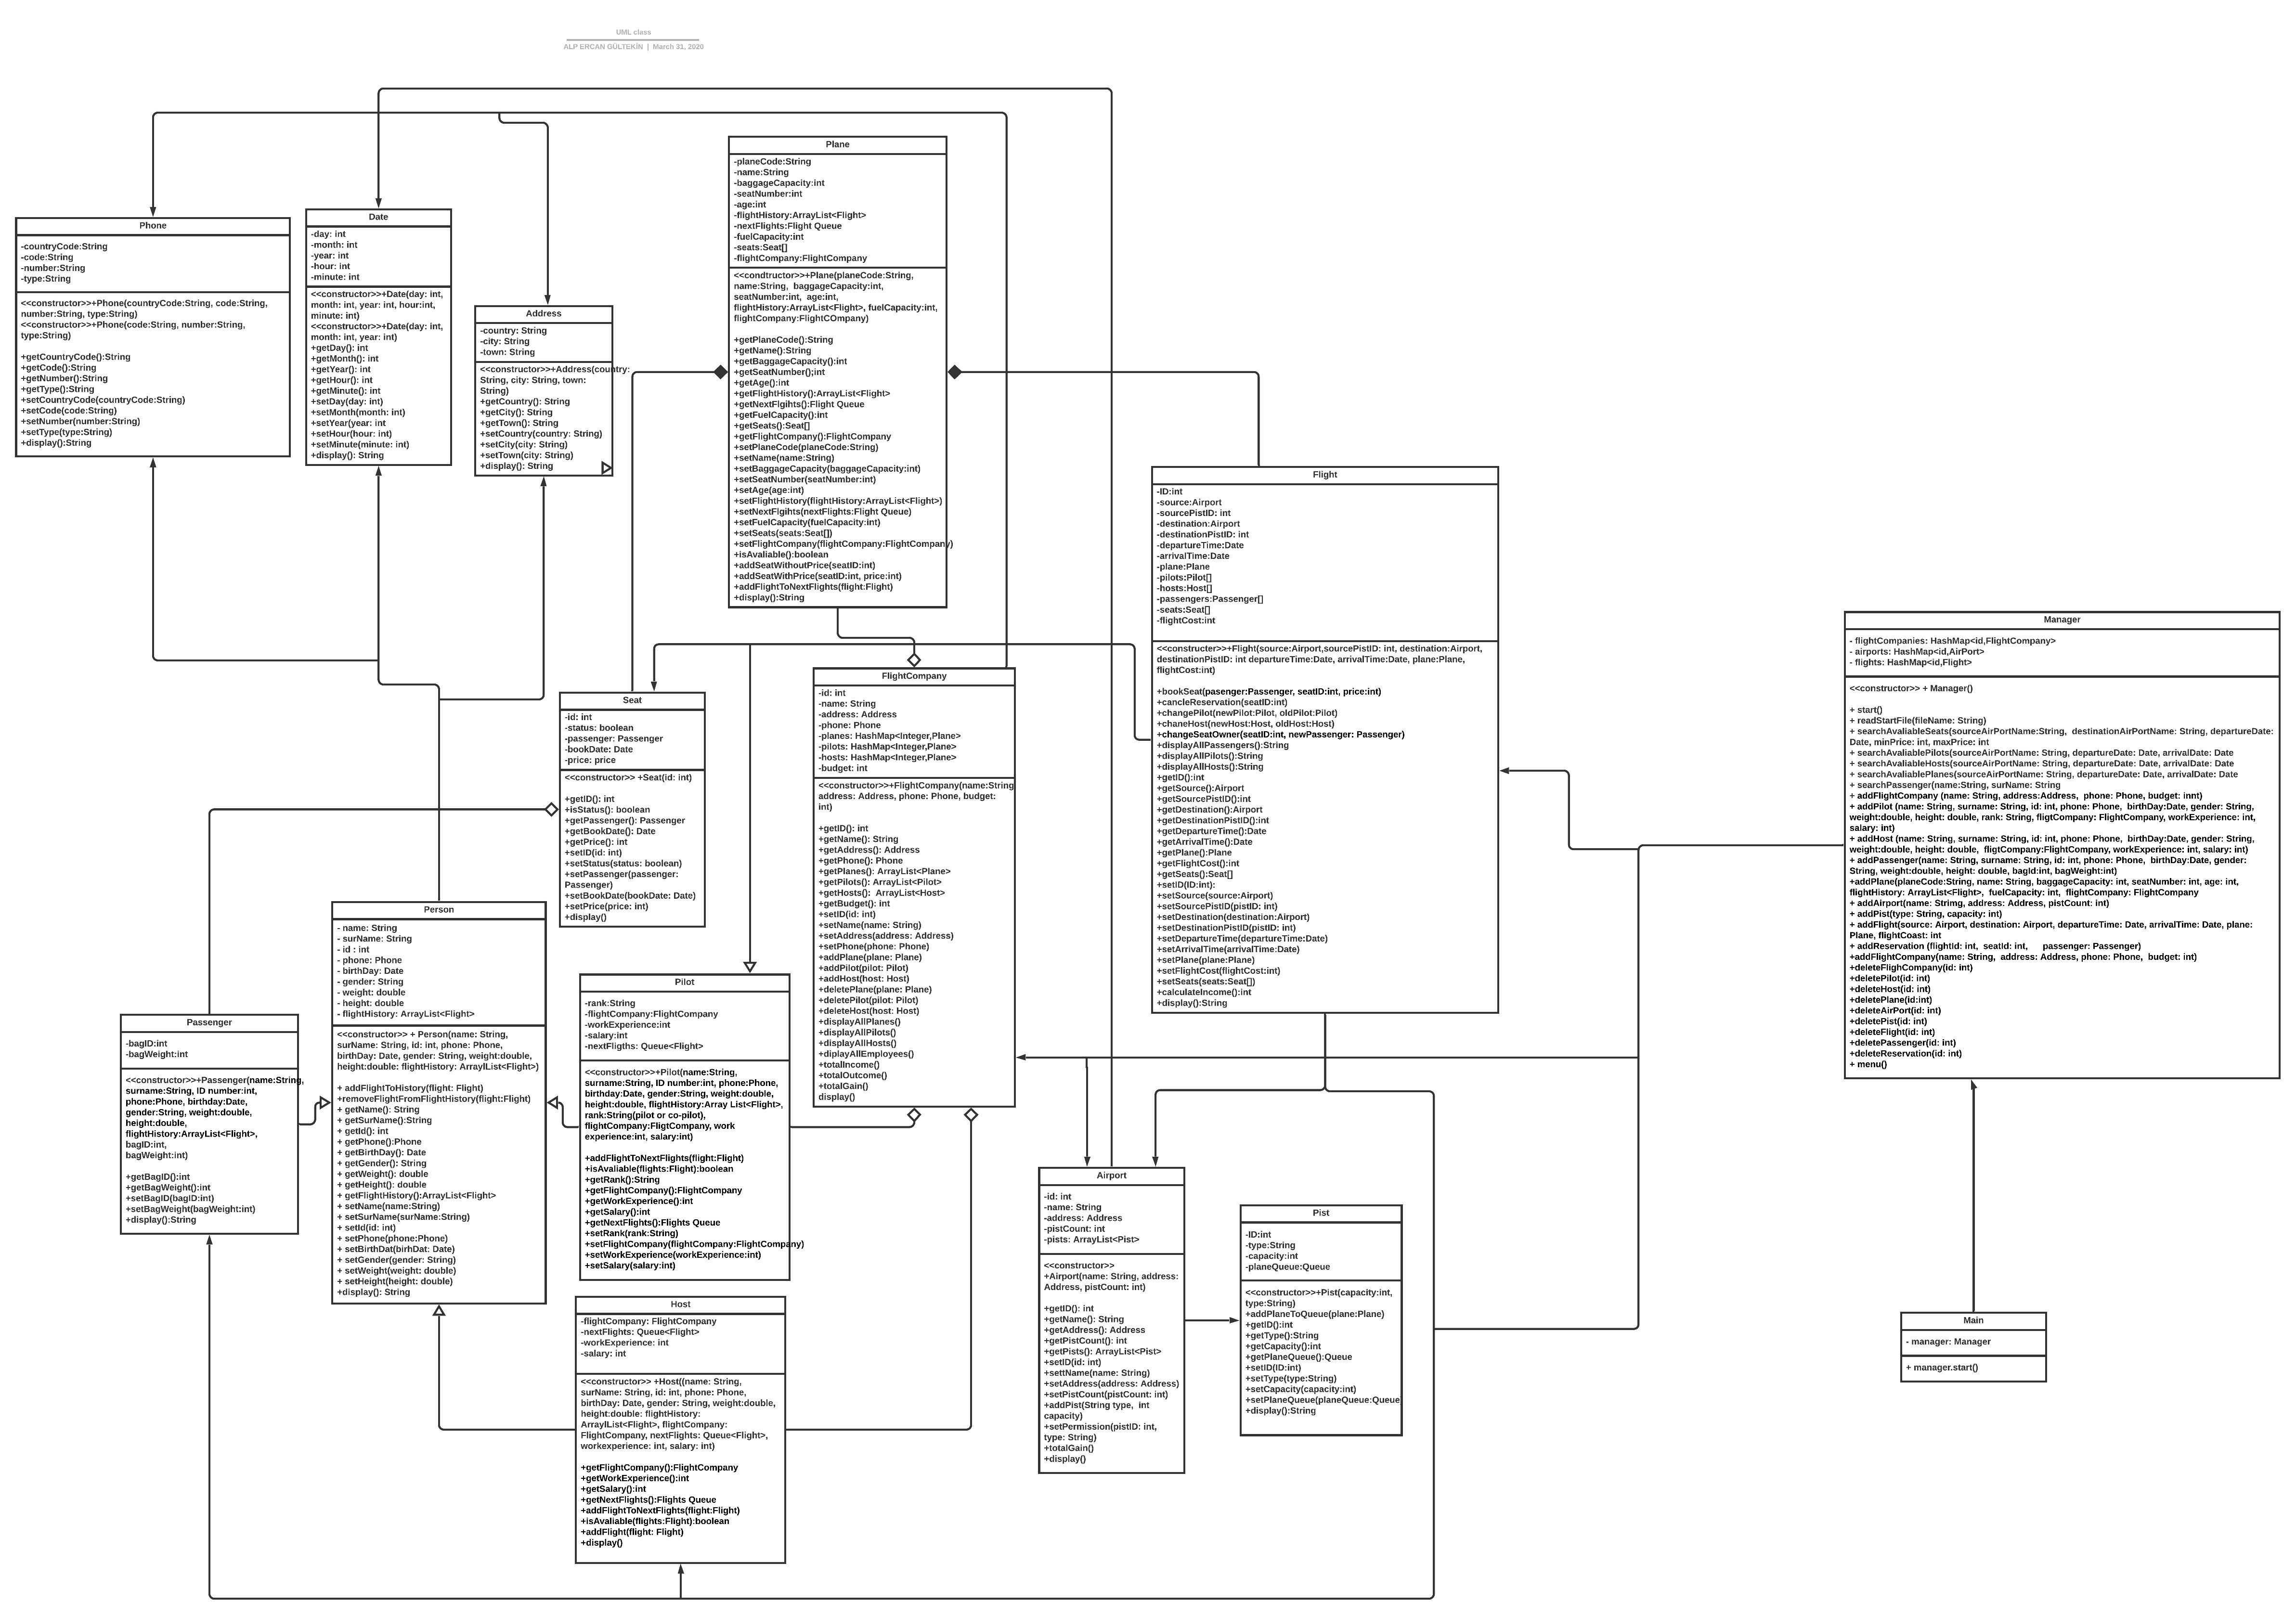 UML class
ALP ERCAN GÜLTEKİN | March 31, 2020
Plane
-planeCode:String
-name:String
-baggageCapacity:int
-seatNumber:int
-age:int
-flightHistory:ArrayList<Flight>
-nextFlights:Flight Queue
-fuelCapacity:int
-seats:Seat[]
-flightCompany:FlightCompany
<<condtructor>>+Plane(planeCode:String,
name:String, baggageCapacity:int,
seatNumber:int, age:int,
flightHistory:ArrayList<Flight>, fuelCapacity:int,
flightCompany:FlightCOmpany)
+getPlaneCode():String
+getName():String
+getBaggageCapacity():int
+getSeatNumber();int
+getAge():int
+getFlightHistory():ArrayList<Flight>
+getNextFlgihts():Flight Queue
+getFuelCapacity():int
+getSeats():Seat[]
+getFlightCompany():FlightCompany
+setPlaneCode(planeCode:String)
+setName(name:String)
+setBaggageCapacity(baggageCapacity:int)
+setSeatNumber(seatNumber:int)
+setAge(age:int)
+setFlightHistory(flightHistory:ArrayList<Flight>)
+setNextFlgihts(nextFlights:Flight Queue)
+setFuelCapacity(fuelCapacity:int)
+setSeats(seats:Seat[])
+setFlightCompany(flightCompany:FlightCompany)
+isAvaliable():boolean
+addSeatWithoutPrice(seatID:int)
+addSeatWithPrice(seatID:int, price:int)
+addFlightToNextFlights(flight:Flight)
+display():String
Phone
-countryCode:String
-code:String
-number:String
-type:String
<<constructor>>+Phone(countryCode:String, code:String,
number:String, type:String)
<<constructor>>+Phone(code:String, number:String,
type:String)
+getCountryCode():String
+getCode():String
+getNumber():String
+getType():String
+setCountryCode(countryCode:String)
+setCode(code:String)
+setNumber(number:String)
+setType(type:String)
+display():String
Date
-day: int
-month: int
-year: int
-hour: int
-minute: int
<<constructor>>+Date(day: int,
month: int, year: int, hour:int,
minute: int)
<<constructor>>+Date(day: int,
month: int, year: int)
+getDay(): int
+getMonth(): int
+getYear(): int
+getHour(): int
+getMinute(): int
+setDay(day: int)
+setMonth(month: int)
+setYear(year: int
+setHour(hour: int)
+setMinute(minute: int)
+display(): String
Address
-country: String
-city: String
-town: String
<<constructor>>+Address(country:
String, city: String, town:
String)
+getCountry(): String
+getCity(): String
+getTown(): String
+setCountry(country: String)
+setCity(city: String)
+setTown(city: String)
+display(): String
Flight
-ID:int
-source:Airport
-sourcePistID: int
-destination:Airport
-destinationPistID: int
-departureTime:Date
-arrivalTime:Date
-plane:Plane
-pilots:Pilot[]
-hosts:Host[]
-passengers:Passenger[]
-seats:Seat[]
-flightCost:int
<<constructer>>+Flight(source:Airport,sourcePistID: int, destination:Airport,
destinationPistID: int departureTime:Date, arrivalTime:Date, plane:Plane,
flightCost:int)
+bookSeat(pasenger:Passenger, seatID:int, price:int)
+cancleReservation(seatID:int)
+changePilot(newPilot:Pilot, oldPilot:Pilot)
+chaneHost(newHost:Host, oldHost:Host)
+changeSeatOwner(seatID:int, newPassenger: Passenger)
+displayAllPassengers():String
+displayAllPilots():String
+displayAllHosts():String
+getID():int
+getSource():Airport
+getSourcePistID():int
+getDestination():Airport
+getDestinationPistID():int
+getDepartureTime():Date
+getArrivalTime():Date
+getPlane():Plane
+getFlightCost():int
+getSeats():Seat[]
+setID(ID:int):
+setSource(source:Airport)
+setSourcePistID(pistID: int)
+setDestination(destination:Airport)
+setDestinationPistID(pistID: int)
+setDepartureTime(departureTime:Date)
+setArrivalTime(arrivalTime:Date)
+setPlane(plane:Plane)
+setFlightCost(flightCost:int)
+setSeats(seats:Seat[])
+calculateIncome():int
+display():String
Manager
- flightCompanies: HashMap<id,FlightCompany>
- airports: HashMap<id,AirPort>
- flights: HashMap<id,Flight>
<<constructor>> + Manager()
+ start()
+ readStartFile(fileName: String)
+ searchAvaliableSeats(sourceAirPortName:String, destinationAirPortName: String, departureDate:
Date, minPrice: int, maxPrice: int
+ searchAvaliablePilots(sourceAirPortName: String, departureDate: Date, arrivalDate: Date
+ searchAvaliableHosts(sourceAirPortName: String, departureDate: Date, arrivalDate: Date
+ searchAvaliablePlanes(sourceAirPortName: String, departureDate: Date, arrivalDate: Date
+ searchPassenger(name:String, surName: String
+ addFlightCompany (name: String, address:Address, phone: Phone, budget: innt)
+ addPilot (name: String, surname: String, id: int, phone: Phone, birthDay:Date, gender: String,
weight:double, height: double, rank: String, fligtCompany: FlightCompany, workExperience: int,
salary: int)
+ addHost (name: String, surname: String, id: int, phone: Phone, birthDay:Date, gender: String,
weight:double, height: double, fligtCompany:FlightCompany, workExperience: int, salary: int)
+ addPassenger(name: String, surname: String, id: int, phone: Phone, birthDay:Date, gender:
String, weight:double, height: double, bagId:int, bagWeight:int)
+addPlane(planeCode:String, name: String, baggageCapacity: int, seatNumber: int, age: int,
flightHistory: ArrayList<Flight>, fuelCapacity: int, flightCompany: FlightCompany
+ addAirport(name: Strimg, address: Address, pistCount: int)
+ addPist(type: String, capacity: int)
+ addFlight(source: Airport, destination: Airport, departureTime: Date, arrivalTime: Date, plane:
Plane, flightCoast: int
+ addReservation (flightId: int, seatId: int, passenger: Passenger)
+addFlightCompany(name: String, address: Address, phone: Phone, budget: int)
+deleteFlighCompany(id: int)
+deletePilot(id: int)
+deleteHost(id: int)
+deletePlane(id:int)
+deleteAirPort(id: int)
+deletePist(id: int)
+deleteFlight(id: int)
+deletePassenger(id: int)
+deleteReservation(id: int)
+ menu()
Seat
-id: int
-status: boolean
-passenger: Passenger
-bookDate: Date
-price: price
<<constructor>> +Seat(id: int)
+getID(): int
+isStatus(): boolean
+getPassenger(): Passenger
+getBookDate(): Date
+getPrice(): int
+setID(id: int)
+setStatus(status: boolean)
+setPassenger(passenger:
Passenger)
+setBookDate(bookDate: Date)
+setPrice(price: int)
+display()
FlightCompany
-id: int
-name: String
-address: Address
-phone: Phone
-planes: HashMap<Integer,Plane>
-pilots: HashMap<Integer,Plane>
-hosts: HashMap<Integer,Plane>
-budget: int
<<constructor>>+FlightCompany(name:String
address: Address, phone: Phone, budget:
int)
+getID(): int
+getName(): String
+getAddress(): Address
+getPhone(): Phone
+getPlanes(): ArrayList<Plane>
+getPilots(): ArrayList<Pilot>
+getHosts(): ArrayList<Host>
+getBudget(): int
+setID(id: int)
+setName(name: String)
+setAddress(address: Address)
+setPhone(phone: Phone)
+addPlane(plane: Plane)
+addPilot(pilot: Pilot)
+addHost(host: Host)
+deletePlane(plane: Plane)
+deletePilot(pilot: Pilot)
+deleteHost(host: Host)
+displayAllPlanes()
+displayAllPilots()
+displayAllHosts()
+diplayAllEmployees()
+totalIncome()
+totalOutcome()
+totalGain()
display()
Person
- name: String
- surName: String
- id : int
- phone: Phone
- birthDay: Date
- gender: String
- weight: double
- height: double
- flightHistory: ArrayList<Flight>
<<constructor>> + Person(name: String,
surName: String, id: int, phone: Phone,
birthDay: Date, gender: String, weight:double,
height:double: flightHistory: ArraylList<Flight>)
+ addFlightToHistory(flight: Flight)
+removeFlightFromFlightHistory(flight:Flight)
+ getName(): String
+ getSurName():String
+ getId(): int
+ getPhone():Phone
+ getBirthDay(): Date
+ getGender(): String
+ getWeight(): double
+ getHeight(): double
+ getFlightHistory():ArrayList<Flight>
+ setName(name:String)
+ setSurName(surName:String)
+ setId(id: int)
+ setPhone(phone:Phone)
+ setBirthDat(birhDat: Date)
+ setGender(gender: String)
+ setWeight(weight: double)
+ setHeight(height: double)
+display(): String
Pilot
-rank:String
-flightCompany:FlightCompany
-workExperience:int
-salary:int
-nextFligths: Queue<Flight>
<<constructor>>+Pilot(name:String,
surname:String, ID number:int, phone:Phone,
birthday:Date, gender:String, weight:double,
height:double, flightHistory:Array List<Flight>,
rank:String(pilot or co-pilot),
flightCompany:FligtCompany, work
experience:int, salary:int)
+addFlightToNextFlights(flight:Flight)
+isAvaliable(flights:Flight):boolean
+getRank():String
+getFlightCompany():FlightCompany
+getWorkExperience():int
+getSalary():int
+getNextFlights():Flights Queue
+setRank(rank:String)
+setFlightCompany(flightCompany:FlightCompany)
+setWorkExperience(workExperience:int)
+setSalary(salary:int)
Passenger
-bagID:int
-bagWeight:int
<<constructor>>+Passenger(name:String,
surname:String, ID number:int,
phone:Phone, birthday:Date,
gender:String, weight:double,
height:double,
flightHistory:ArrayList<Flight>,
bagID:int,
bagWeight:int)
+getBagID():int
+getBagWeight():int
+setBagID(bagID:int)
+setBagWeight(bagWeight:int)
+display():String
Airport
-id: int
-name: String
-address: Address
-pistCount: int
-pists: ArrayList<Pist>
<<constructor>>
+Airport(name: String, address:
Address, pistCount: int)
+getID(): int
+getName(): String
+getAddress(): Address
+getPistCount(): int
+getPists(): ArrayList<Pist>
+setID(id: int)
+settName(name: String)
+setAddress(address: Address)
+setPistCount(pistCount: int)
+addPist(String type, int
capacity)
+setPermission(pistID: int,
type: String)
+totalGain()
+display()
Pist
-ID:int
-type:String
-capacity:int
-planeQueue:Queue
<<constructor>>+Pist(capacity:int,
type:String)
+addPlaneToQueue(plane:Plane)
+getID():int
+getType():String
+getCapacity():int
+getPlaneQueue():Queue
+setID(ID:int)
+setType(type:String)
+setCapacity(capacity:int)
+setPlaneQueue(planeQueue:Queue
+display():String
Host
-flightCompany: FlightCompany
-nextFlights: Queue<Flight>
-workExperience: int
-salary: int
<<constructor>> +Host((name: String,
surName: String, id: int, phone: Phone,
birthDay: Date, gender: String, weight:double,
height:double: flightHistory:
ArraylList<Flight>, flightCompany:
FlightCompany, nextFlights: Queue<Flight>,
workexperience: int, salary: int)
+getFlightCompany():FlightCompany
+getWorkExperience():int
+getSalary():int
+getNextFlights():Flights Queue
+addFlightToNextFlights(flight:Flight)
+isAvaliable(flights:Flight):boolean
+addFlight(flight: Flight)
+display()
Main
- manager: Manager
+ manager.start()